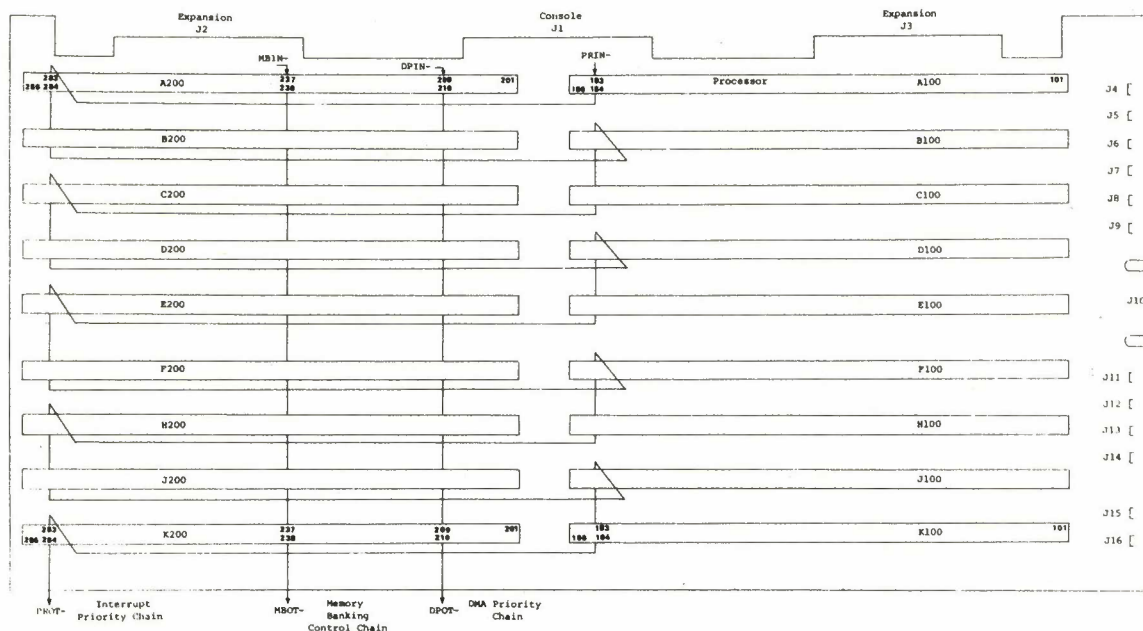 Expansion
J2
Console
J1
Expansion
J3
MBIN-
DPIN-
PRIN-
283 237 209 201 183 Processor A100 101
286 284 A200 238 210 186 184
J4
J5
B200 B100 J6
J7
C200 C100 J8
J9
D200 D100
E200 E100 J10
F200 F100 J11
J12
H200 H100 J13
J14
J200 J100
J15
283 237 209 201 183 101
286 284 K200 238 210 186 184 K100 J16
PROT- Interrupt
Priority Chain
MBOT- Memory
Banking
Control Chain
DPOT- DMA Priority
Chain